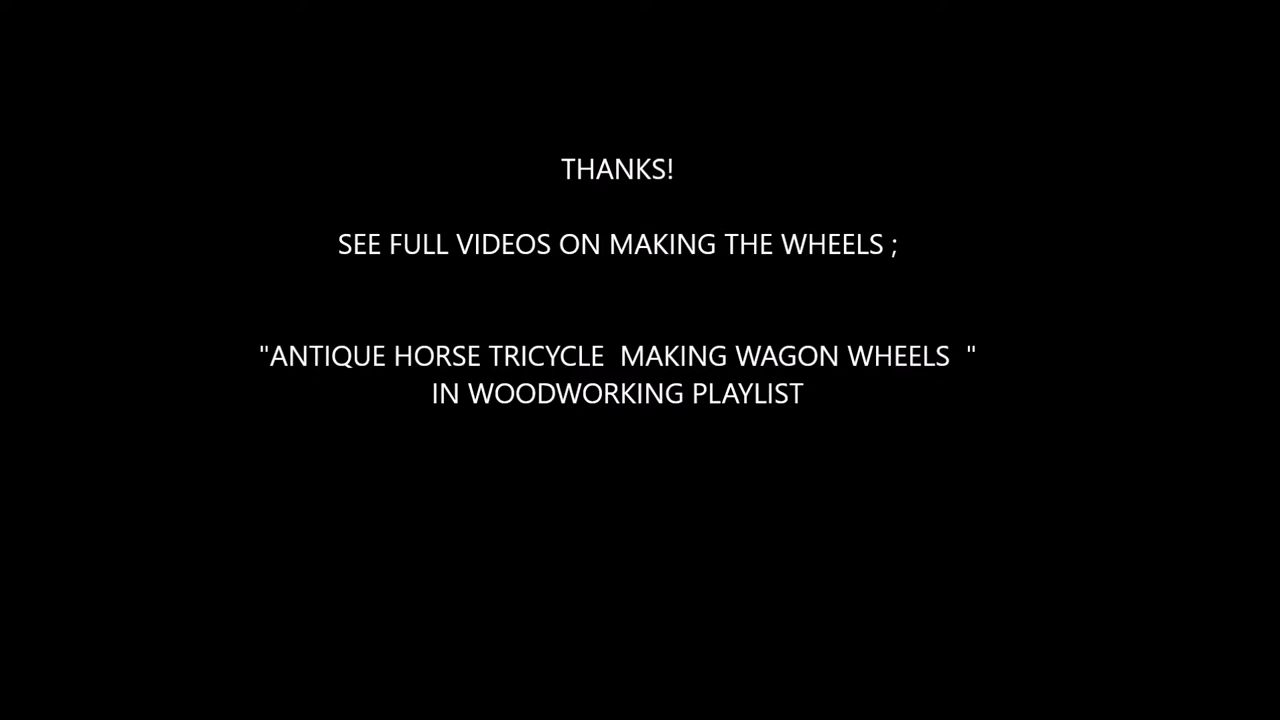 THANKS!
SEE FULL VIDEOS ON MAKING THE WHEELS ;
"ANTIQUE HORSE TRICYCLE  MAKING WAGON WHEELS  "
IN WOODWORKING PLAYLIST